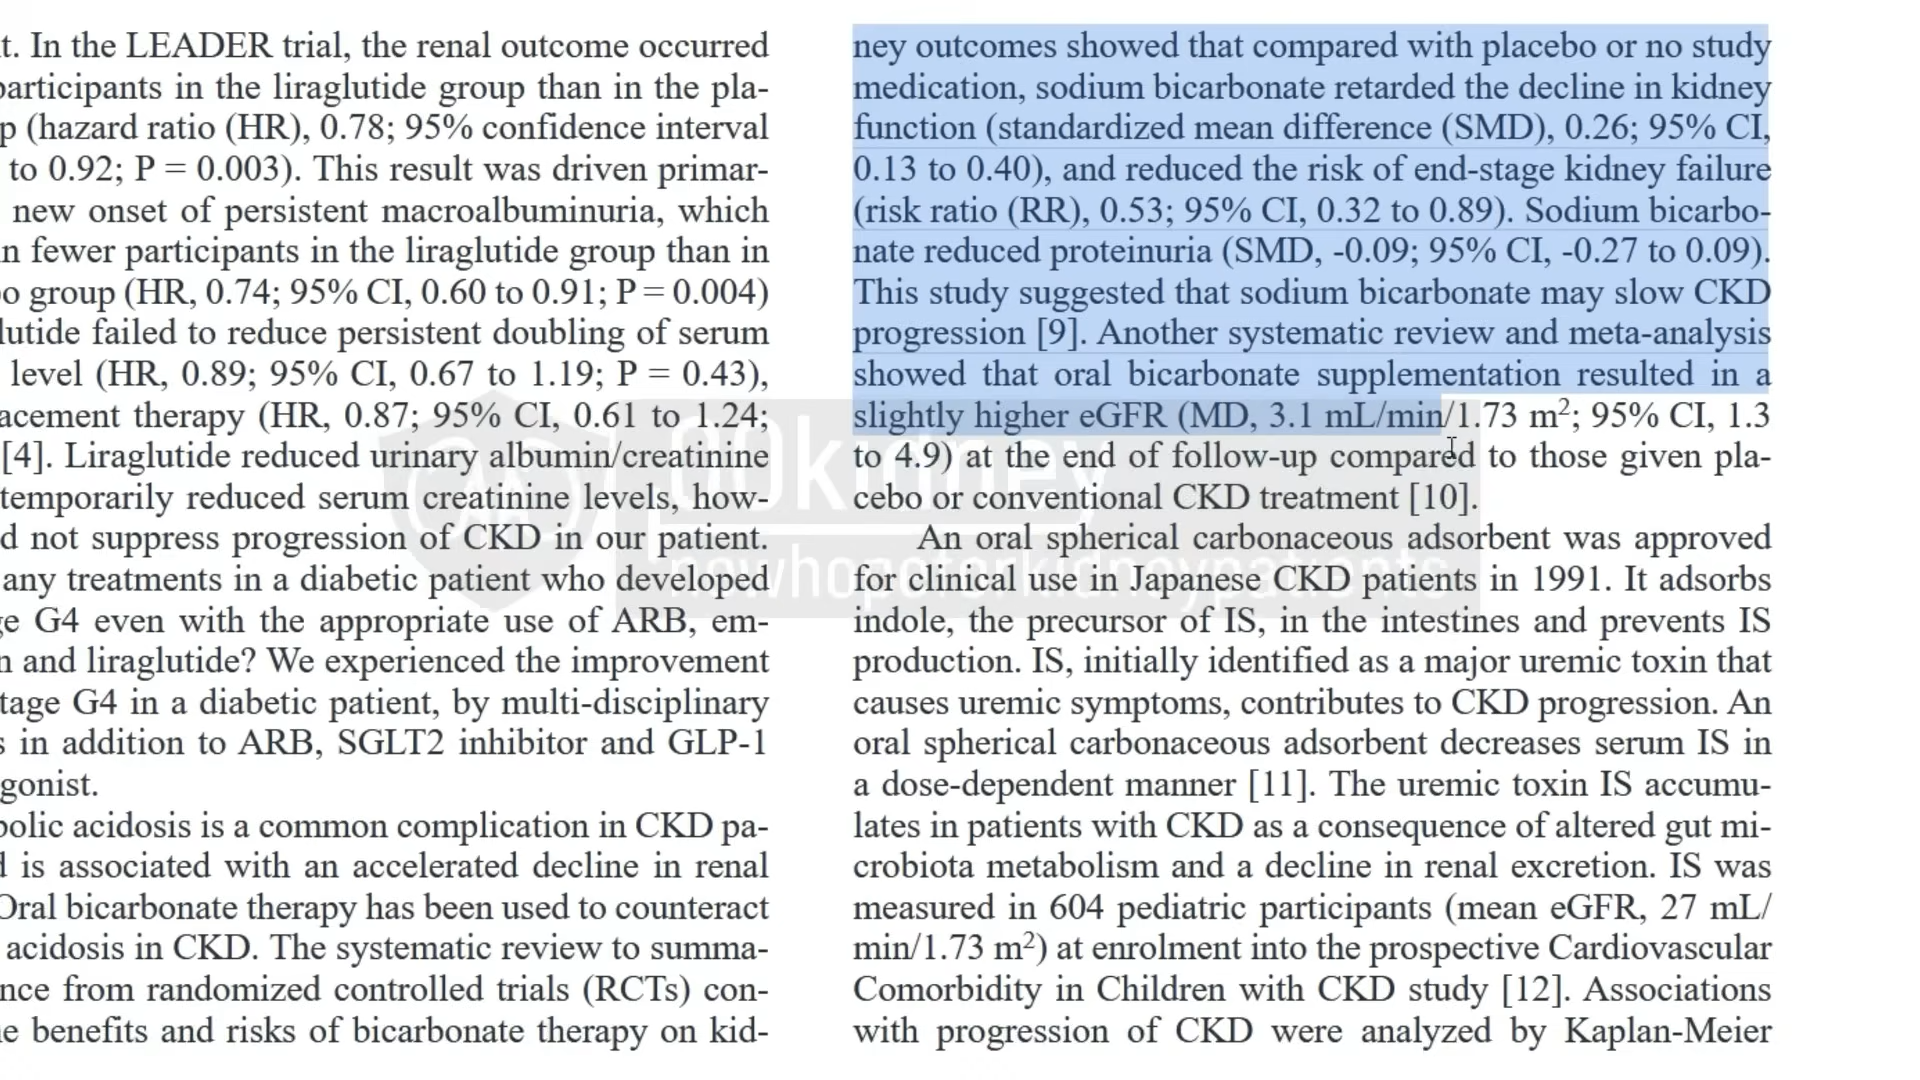 t. In the LEADER trial, the renal outcome occurred
participants in the liraglutide group than in the pla-
p (hazard ratio (HR), 0.78; 95% confidence interval
to 0.92; P = 0.003). This result was driven primar-
new onset of persistent macroalbuminuria, which
n fewer participants in the liraglutide group than in
o group (HR, 0.74; 95% CI, 0.60 to 0.91; P = 0.004)
lutide failed to reduce persistent doubling of serum
level (HR, 0.89; 95% CI, 0.67 to 1.19; P = 0.43),
acement therapy (HR, 0.87; 95% CI, 0.61 to 1.24;
[4]. Liraglutide reduced urinary albumin/creatinine
temporarily reduced serum creatinine levels, how-
d not suppress progression of CKD in our patient.
any treatments in a diabetic patient who developed
ge G4 even with the appropriate use of ARB, em-
n and liraglutide? We experienced the improvement
tage G4 in a diabetic patient, by multi-disciplinary
s in addition to ARB, SGLT2 inhibitor and GLP-1
gonist.
bolic acidosis is a common complication in CKD pa-
d is associated with an accelerated decline in renal
Oral bicarbonate therapy has been used to counteract
acidosis in CKD. The systematic review to summa-
nce from randomized controlled trials (RCTs) con-
e benefits and risks of bicarbonate therapy on kid-
ney outcomes showed that compared with placebo or no study
medication, sodium bicarbonate retarded the decline in kidney
function (standardized mean difference (SMD), 0.26; 95% CI,
0.13 to 0.40), and reduced the risk of end-stage kidney failure
(risk ratio (RR), 0.53; 95% CI, 0.32 to 0.89). Sodium bicarbo-
nate reduced proteinuria (SMD, -0.09; 95% CI, -0.27 to 0.09).
This study suggested that sodium bicarbonate may slow CKD
progression [9]. Another systematic review and meta-analysis
showed that oral bicarbonate supplementation resulted in a
slightly higher eGFR (MD, 3.1 mL/min/1.73 m²; 95% CI, 1.3
to 4.9) at the end of follow-up compared to those given pla-
cebo or conventional CKD treatment [10].
An oral spherical carbonaceous adsorbent was approved
for clinical use in Japanese CKD patients in 1991. It adsorbs
indole, the precursor of IS, in the intestines and prevents IS
production. IS, initially identified as a major uremic toxin that
causes uremic symptoms, contributes to CKD progression. An
oral spherical carbonaceous adsorbent decreases serum IS in
a dose-dependent manner [11]. The uremic toxin IS accumu-
lates in patients with CKD as a consequence of altered gut mi-
crobiota metabolism and a decline in renal excretion. IS was
measured in 604 pediatric participants (mean eGFR, 27 mL/
min/1.73 m²) at enrolment into the prospective Cardiovascular
Comorbidity in Children with CKD study [12]. Associations
with progression of CKD were analyzed by Kaplan-Meier
AA
00kidney
newhopeforkidneypatients